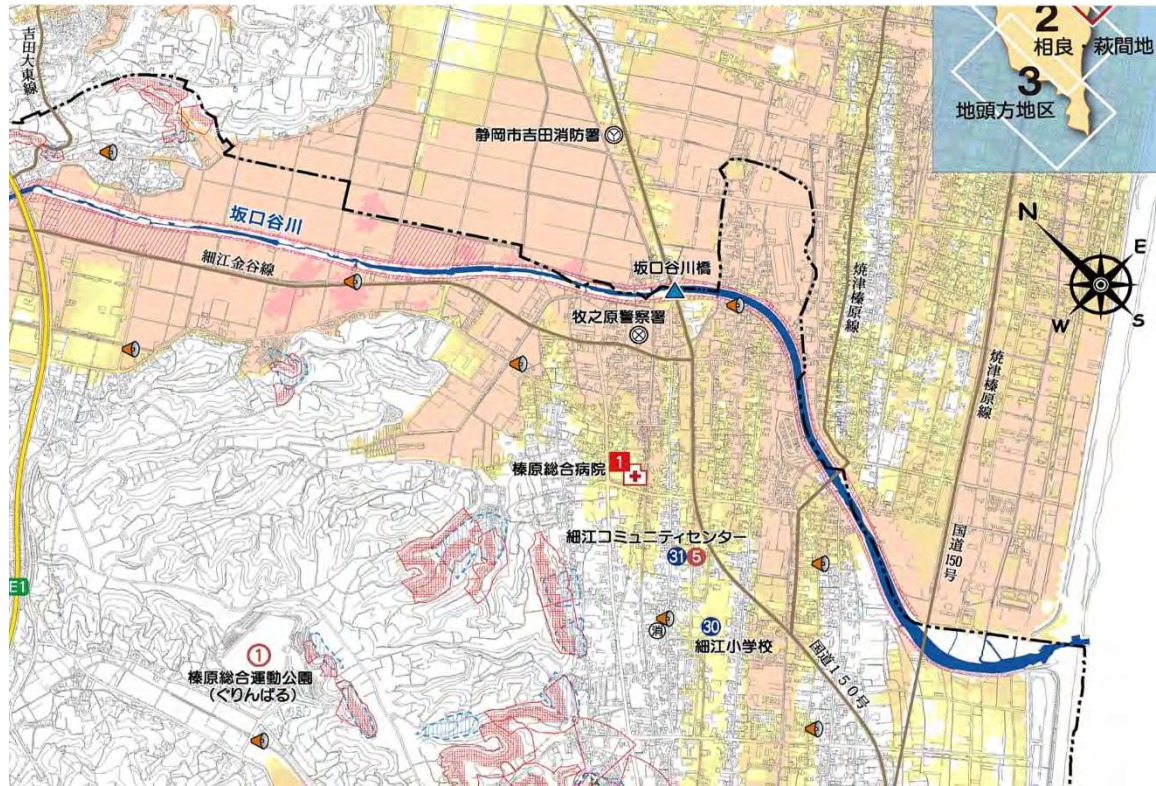 吉田大東線
2
相良・萩間地
3
地頭方地区
静岡市吉田消防署
N
E
W
S
坂口谷川
細江金谷線
坂口谷川橋
焼津榛原線
牧之原警察署
焼津榛原線
榛原総合病院
1
細江コミュニティセンター
31
5
国道150号
E1
消
30
細江小学校
1
榛原総合運動公園
(ぐりんぱる)
国道150号